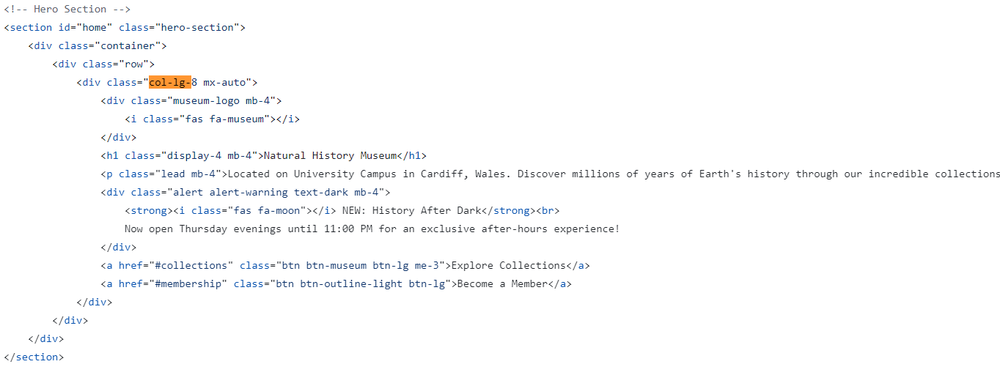 <!-- Hero Section -->
<section id="home" class="hero-section">
    <div class="container">
        <div class="row">
            <div class="col-lg-8 mx-auto">
                <div class="museum-logo mb-4">
                    <i class="fas fa-museum"></i>
                </div>
                <h1 class="display-4 mb-4">Natural History Museum</h1>
                <p class="lead mb-4">Located on University Campus in Cardiff, Wales. Discover millions of years of Earth's history through our incredible collections
                <div class="alert alert-warning text-dark mb-4">
                    <strong><i class="fas fa-moon"></i> NEW: History After Dark</strong><br>
                    Now open Thursday evenings until 11:00 PM for an exclusive after-hours experience!
                </div>
                <a href="#collections" class="btn btn-museum btn-lg me-3">Explore Collections</a>
                <a href="#membership" class="btn btn-outline-light btn-lg">Become a Member</a>
            </div>
        </div>
    </div>
</section>